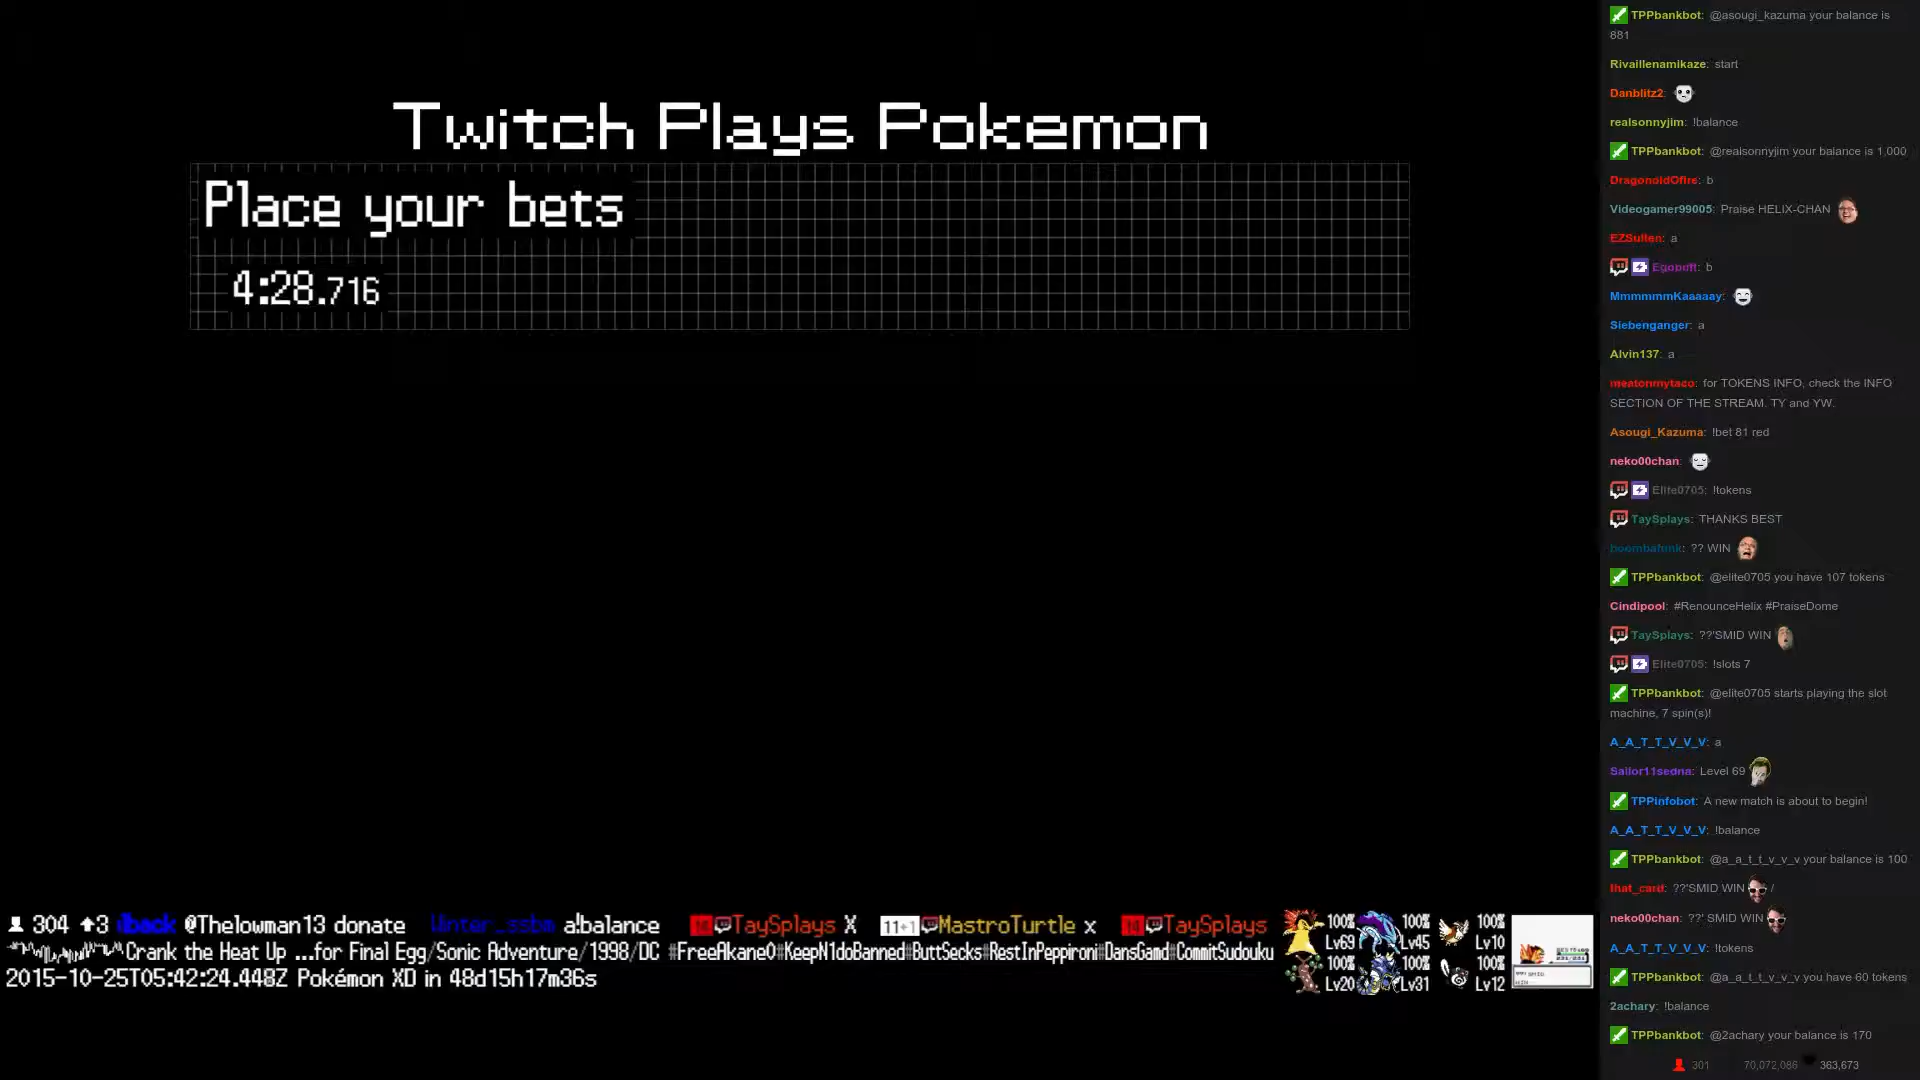 Twitch Plays Pokemon
Place your bets
4:28.716
304 3 @Thelowman13 donate Winter_ssbm a!balance TaySplays X 11+1 MastroTurtle x TaySplays
Crank the Heat Up ...for Final Egg/Sonic Adventure/1998/DC #FreeAkane0#KeepN1doBanned#ButtSecks#RestInPeppironi#DansGamd#CommitSudouku
2015-10-25T05:42:24.448Z Pokémon XD in 48d15h17m36s
100% 100% 100%
Lv69 Lv45 Lv10
100% 100% 100%
Lv20 Lv31 Lv12
TPPbankbot: @asougi_kazuma your balance is
881
Rivaillenamikaze: start
Danblitz2:
realsonnyjim: !balance
TPPbankbot: @realsonnyjim your balance is 1,000
DragonoidOfire: b
Videogamer99005: Praise HELIX-CHAN
EZSullen: a
Egobuff: b
MmmmmmKaaaaay:
Siebenganger: a
Alvin137: a
meatonmytaco: for TOKENS INFO, check the INFO
SECTION OF THE STREAM. TY and YW.
Asougi_Kazuma: !bet 81 red
neko00chan:
Elite0705: !tokens
TaySplays: THANKS BEST
boombafunk: ?? WIN
TPPbankbot: @elite0705 you have 107 tokens
Cindipool: #RenounceHelix #PraiseDome
TaySplays: ??'SMID WIN
Elite0705: !slots 7
TPPbankbot: @elite0705 starts playing the slot
machine, 7 spin(s)!
A_A_T_T_V_V_V: a
Sailor11sedna: Level 69
TPPinfobot: A new match is about to begin!
A_A_T_T_V_V_V: !balance
TPPbankbot: @a_a_t_t_v_v_v your balance is 100
that_card: ??'SMID WIN /
neko00chan: ??' SMID WIN
A_A_T_T_V_V_V: !tokens
TPPbankbot: @a_a_t_t_v_v_v you have 60 tokens
2achary: !balance
TPPbankbot: @2achary your balance is 170
301 70,072,086 363,673